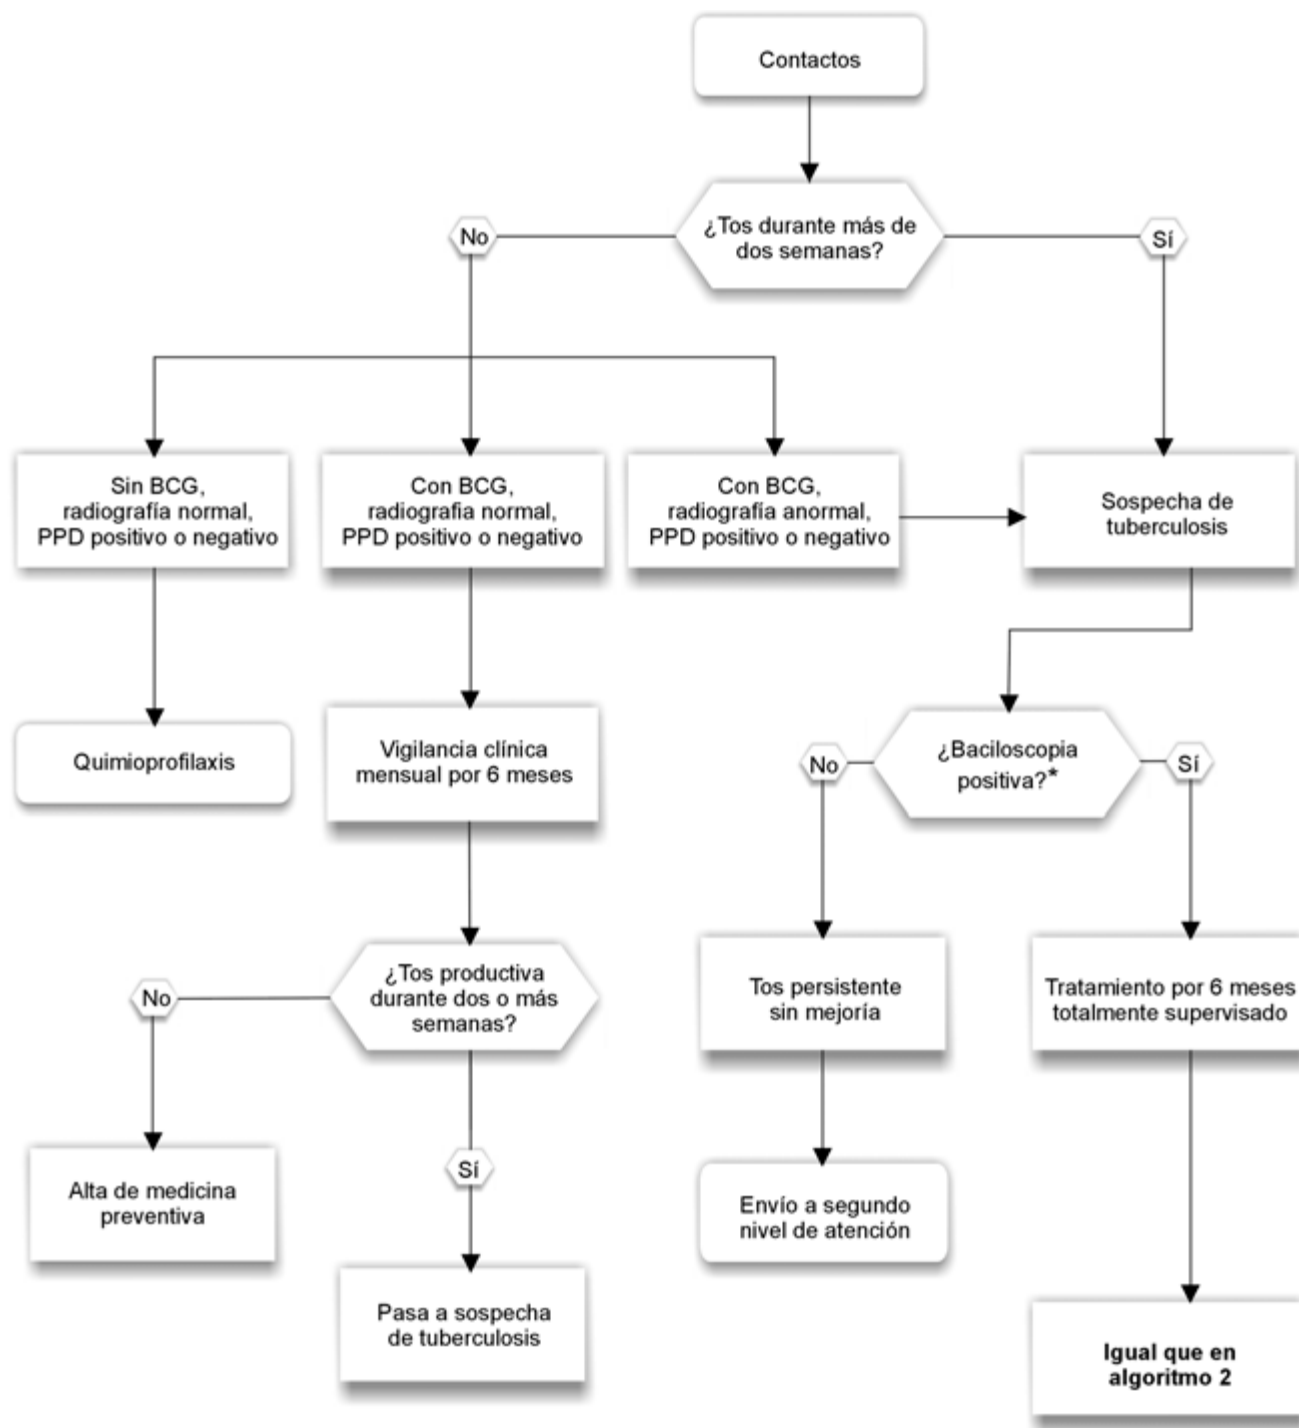 Contactos
¿Tos durante más de
dos semanas?
No
Sí
Sin BCG,
radiografía normal,
PPD positivo o negativo
Con BCG,
radiografia normal,
PPD positivo o negativo
Con BCG,
radiografía anormal,
PPD positivo o negativo
Sospecha de
tuberculosis
Quimioprofilaxis
Vigilancia clínica
mensual por 6 meses
No
¿Baciloscopia
positiva?*
Sí
¿Tos productiva
durante dos o más
semanas?
No
Tos persistente
sin mejoría
Tratamiento por 6 meses
totalmente supervisado
Alta de medicina
preventiva
Sí
Envío a segundo
nivel de atención
Pasa a sospecha
de tuberculosis
Igual que en
algoritmo 2